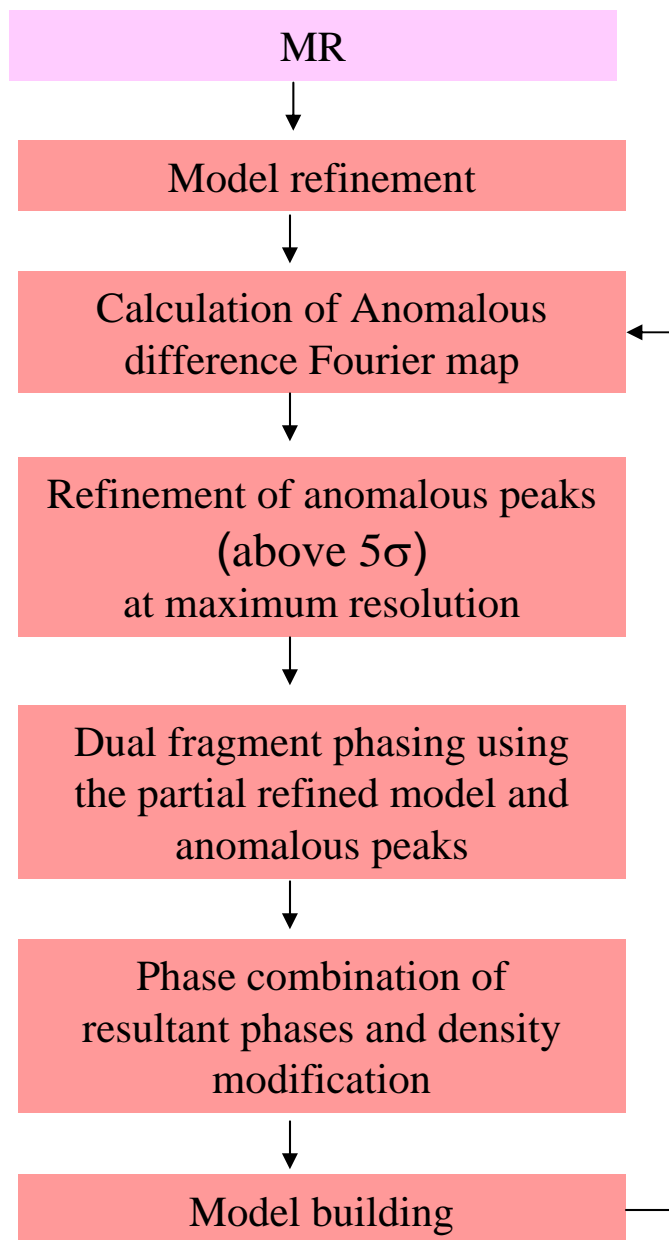 MR
Model refinement
Calculation of Anomalous
difference Fourier map
Refinement of anomalous peaks
(above 5σ)
at maximum resolution
Dual fragment phasing using
the partial refined model and
anomalous peaks
Phase combination of
resultant phases and density
modification
Model building